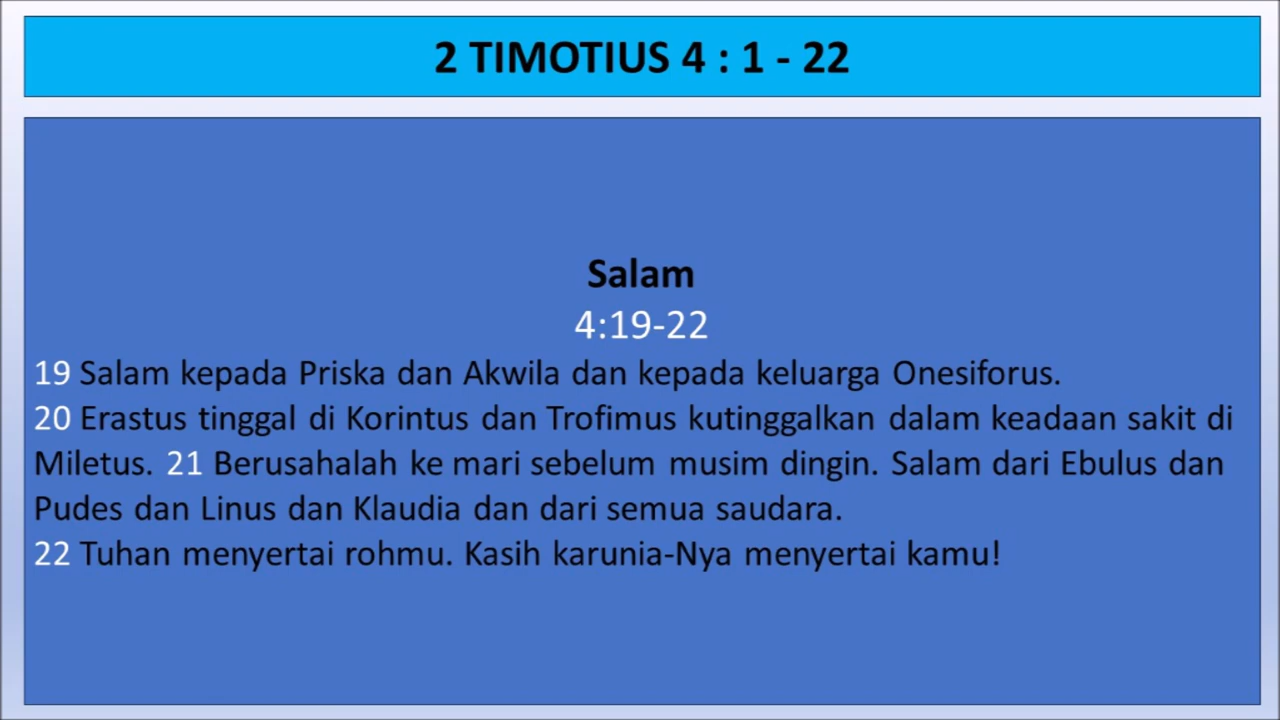 2 TIMOTIUS 4 : 1 - 22
Salam
4:19-22
19 Salam kepada Priska dan Akwila dan kepada keluarga Onesiforus.
20 Erastus tinggal di Korintus dan Trofimus kutinggalkan dalam keadaan sakit di
Miletus. 21 Berusahalah ke mari sebelum musim dingin. Salam dari Ebulus dan
Pudes dan Linus dan Klaudia dan dari semua saudara.
22 Tuhan menyertai rohmu. Kasih karunia-Nya menyertai kamu!